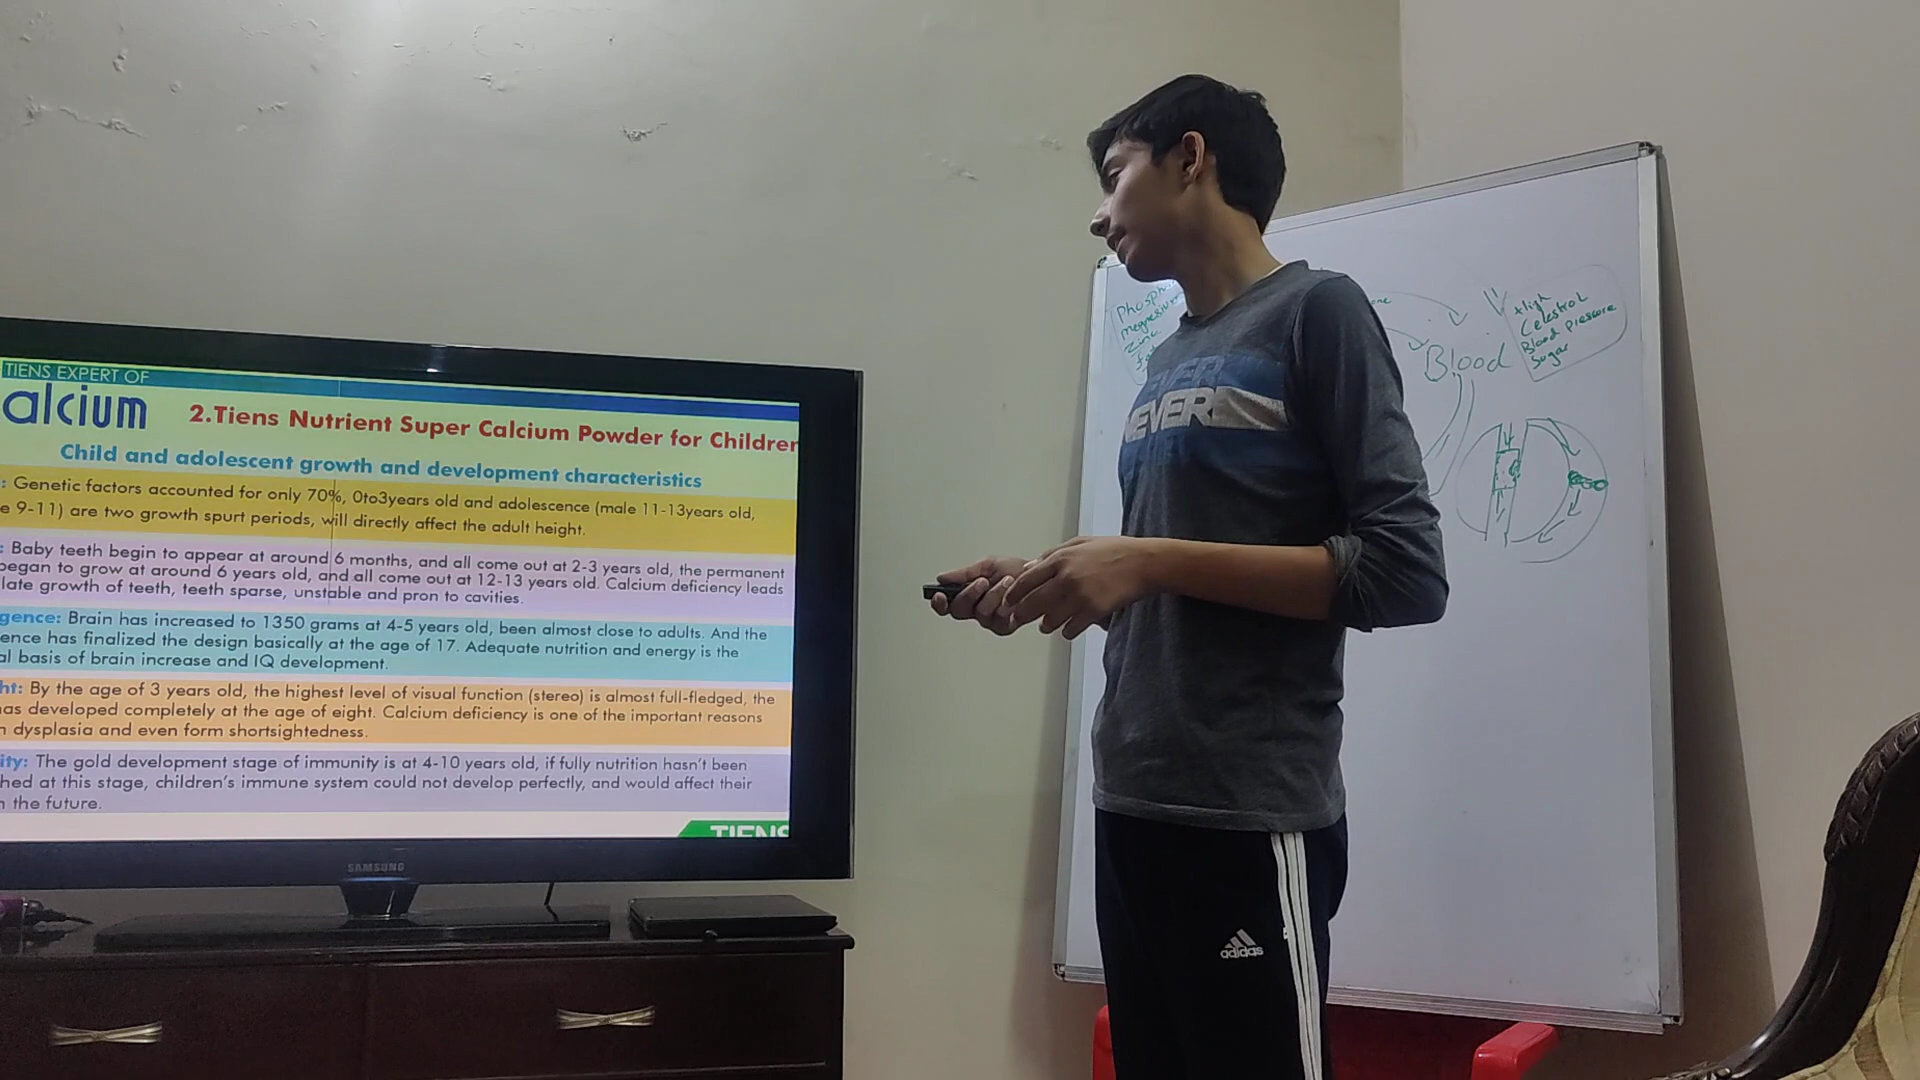 TIENS EXPERT OF
alcium
2.Tiens Nutrient Super Calcium Powder for Children
Child and adolescent growth and development characteristics
: Genetic factors accounted for only 70%, 0to3years old and adolescence (male 11-13years old,
e 9-11) are two growth spurt periods, will directly affect the adult height.
: Baby teeth begin to appear at around 6 months, and all come out at 2-3 years old, the permanent
began to grow at around 6 years old, and all come out at 12-13 years old. Calcium deficiency leads
late growth of teeth, teeth sparse, unstable and pron to cavities.
gence: Brain has increased to 1350 grams at 4-5 years old, been almost close to adults. And the
ence has finalized the design basically at the age of 17. Adequate nutrition and energy is the
al basis of brain increase and IQ development.
ht: By the age of 3 years old, the highest level of visual function (stereo) is almost full-fledged, the
has developed completely at the age of eight. Calcium deficiency is one of the important reasons
n dysplasia and even form shortsightedness.
ity: The gold development stage of immunity is at 4-10 years old, if fully nutrition hasn't been
hed at this stage, children's immune system could not develop perfectly, and would affect their
n the future.
TIENS
SAMSUNG
NEVER
adidas
Phosph
megnesium
Zinc
Blood
High
Celestrol
Blood Pressure
Sugar